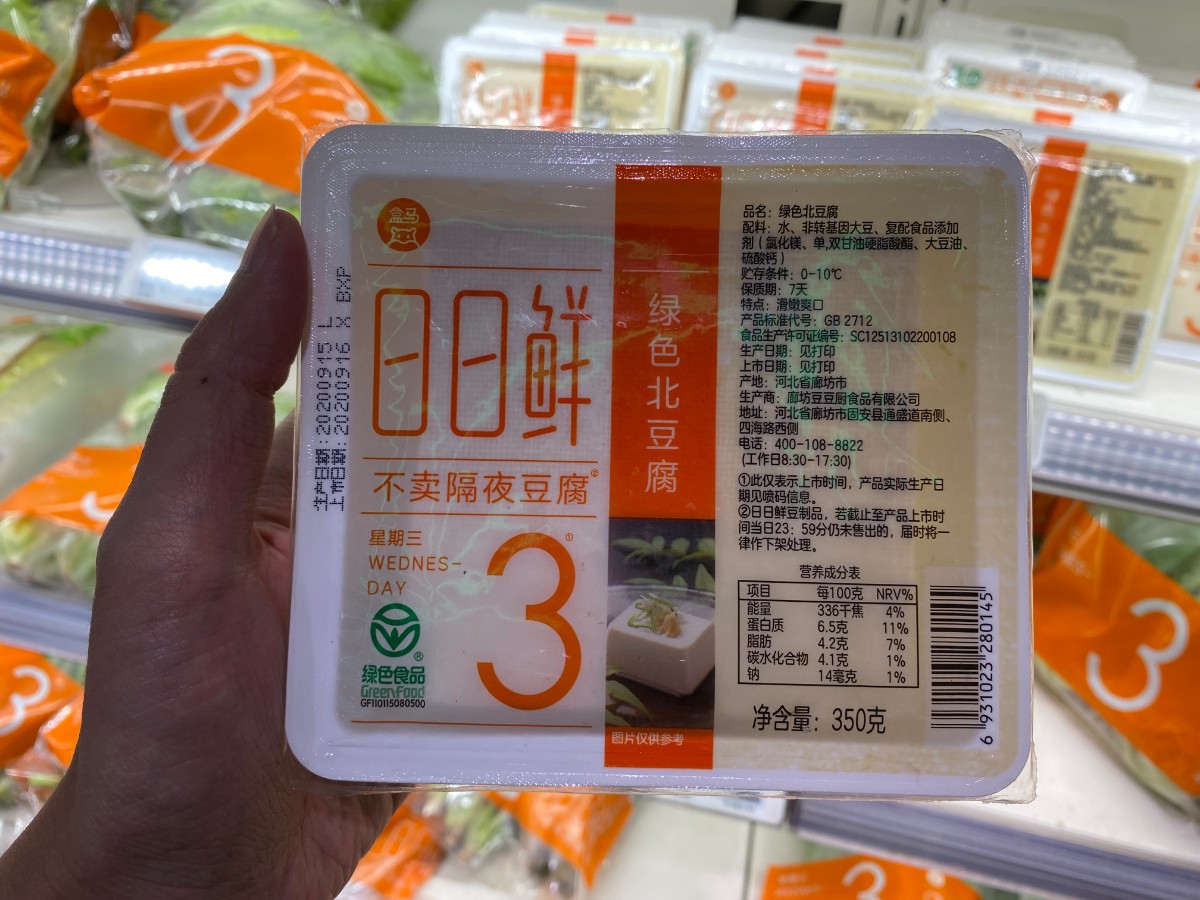 盒马
日日鲜
不卖隔夜豆腐②
星期三
WEDNES-
DAY
3①
绿色食品®
GreenFood
GF110115080500
生产日期:20200915 L
上市日期:20200916 X BXP
绿色北豆腐
图片仅供参考
品名：绿色北豆腐
配料：水、非转基因大豆、复配食品添加
剂（氯化镁、单,双甘油硬脂酸酯、大豆油、
硫酸钙）
贮存条件：0-10℃
保质期：7天
特点：滑嫩爽口
产品标准代号：GB 2712
食品生产许可证编号：SC12513102200108
生产日期：见打印
上市日期：见打印
产地：河北省廊坊市
生产商：廊坊豆豆厨食品有限公司
地址：河北省廊坊市固安县通盛道南侧、
四海路西侧
电话：400-108-8822
(工作日8:30-17:30)
①此仅表示上市时间，产品实际生产日
期见喷码信息。
②日日鲜豆制品，若截止至产品上市时
间当日23：59分仍未售出的，届时将一
律作下架处理。
营养成分表
项目 每100克 NRV%
能量 336千焦 4%
蛋白质 6.5克 11%
脂肪 4.2克 7%
碳水化合物 4.1克 1%
钠 14毫克 1%
净含量：350克
6 931023 280145
3
3
3
3